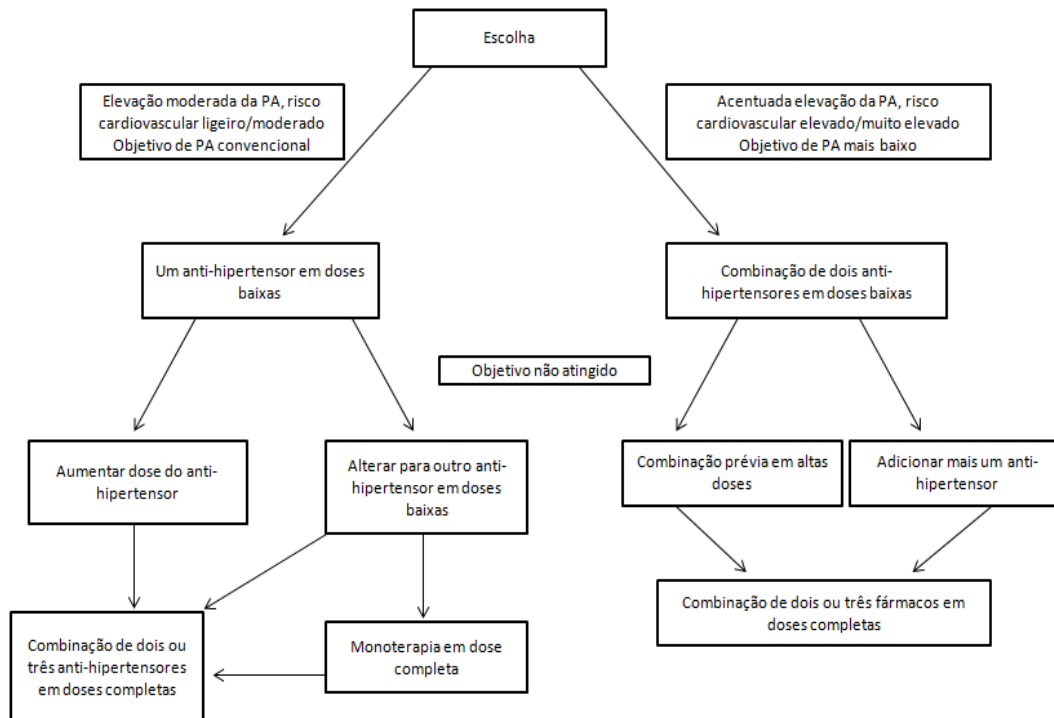 Escolha
Elevação moderada da PA, risco
cardiovascular ligeiro/moderado
Objetivo de PA convencional
Acentuada elevação da PA, risco
cardiovascular elevado/muito elevado
Objetivo de PA mais baixo
Um anti-hipertensor em doses
baixas
Combinação de dois anti-
hipertensores em doses baixas
Objetivo não atingido
Aumentar dose do anti-
hipertensor
Alterar para outro anti-
hipertensor em doses
baixas
Combinação prévia em altas
doses
Adicionar mais um anti-
hipertensor
Combinação de dois ou
três anti-hipertensores
em doses completas
Monoterapia em dose
completa
Combinação de dois ou três fármacos em
doses completas